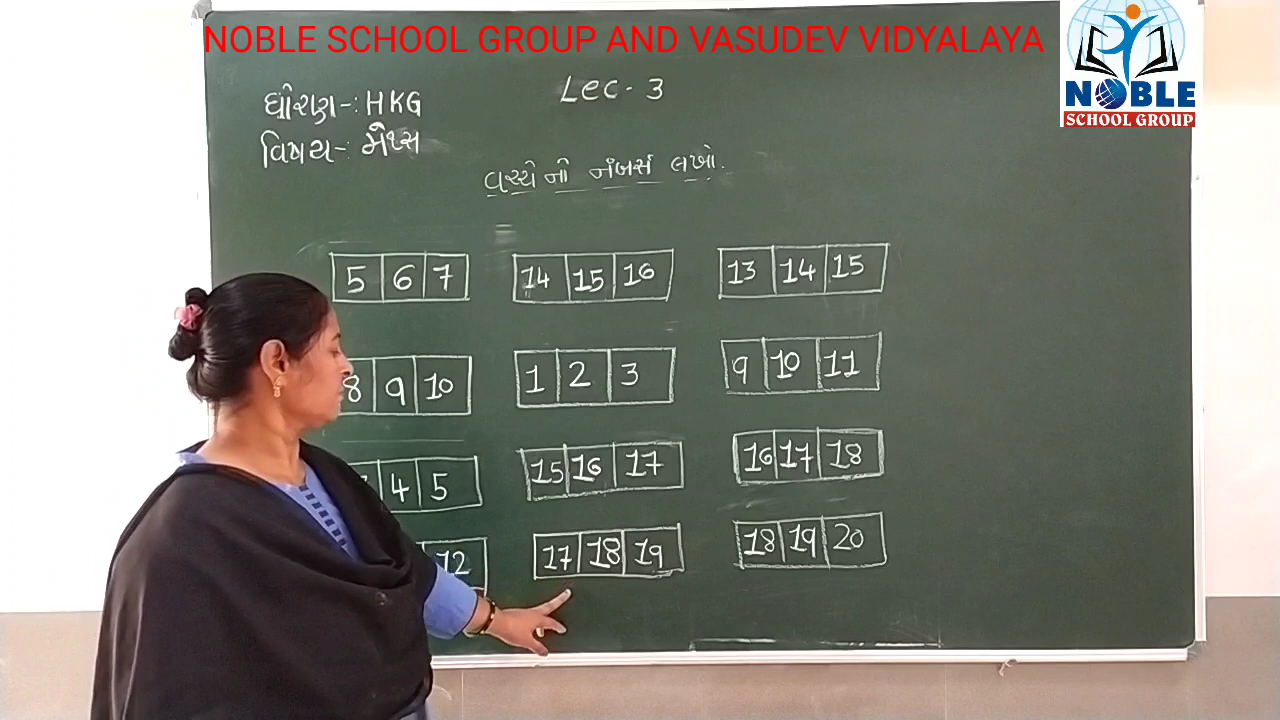 NOBLE SCHOOL GROUP AND VASUDEV VIDYALAYA
NOBLE
SCHOOL GROUP
Lec - 3
ધોરણ -: HKG
વિષય -: મેથ્સ
વચ્ચે નો નંબર્સ લખો.
5 6 7
14 15 16
13 14 15
8 9 10
1 2 3
9 10 11
4 5
15 16 17
16 17 18
12
17 18 19
18 19 20